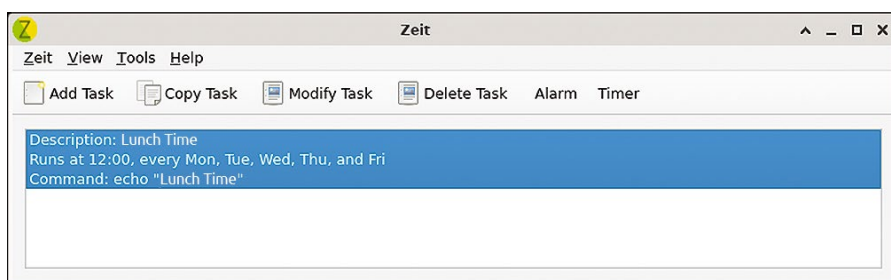 Zeit
Zeit View Tools Help
Add Task Copy Task Modify Task Delete Task Alarm Timer
Description: Lunch Time
Runs at 12:00, every Mon, Tue, Wed, Thu, and Fri
Command: echo "Lunch Time"